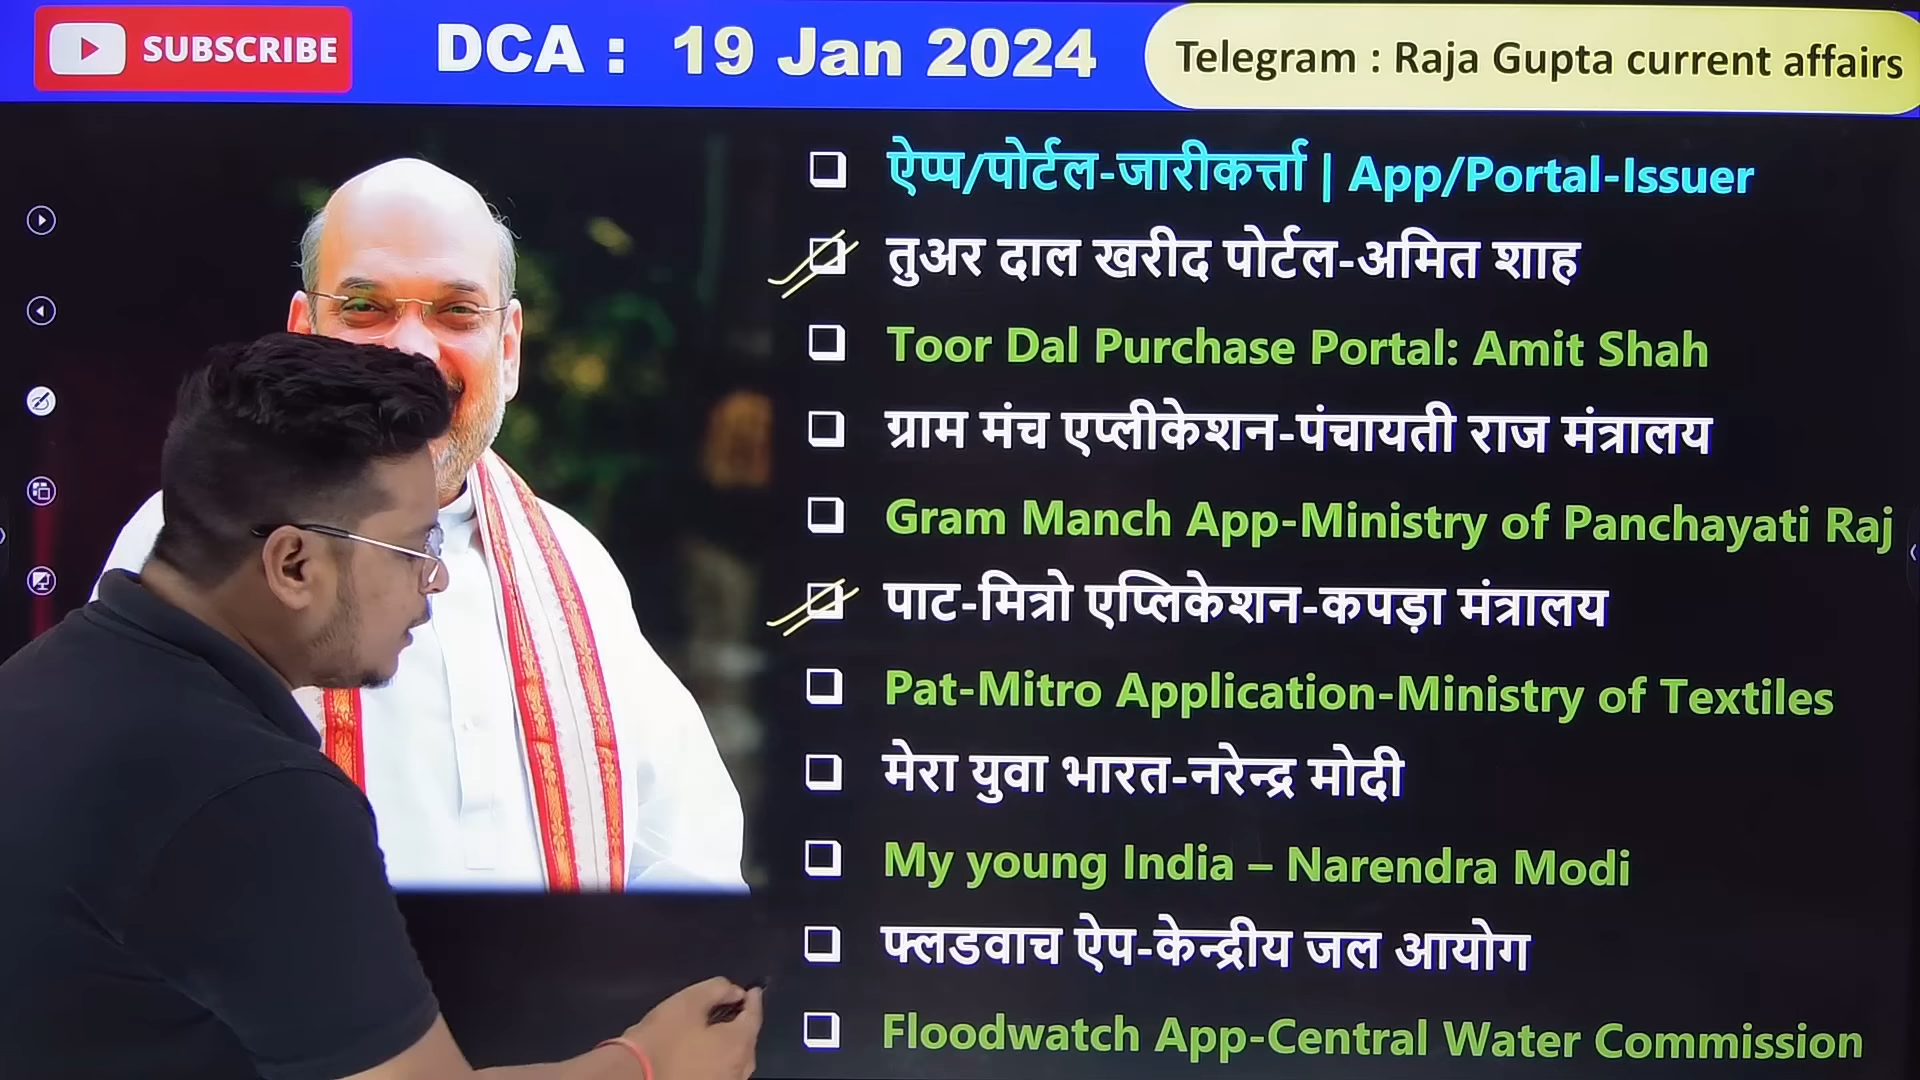 SUBSCRIBE
DCA : 19 Jan 2024
Telegram : Raja Gupta current affairs
ऐप्प/पोर्टल-जारीकर्त्ता | App/Portal-Issuer
तुअर दाल खरीद पोर्टल-अमित शाह
Toor Dal Purchase Portal: Amit Shah
ग्राम मंच एप्लीकेशन-पंचायती राज मंत्रालय
Gram Manch App-Ministry of Panchayati Raj
पाट-मित्रो एप्लिकेशन-कपड़ा मंत्रालय
Pat-Mitro Application-Ministry of Textiles
मेरा युवा भारत-नरेन्द्र मोदी
My young India – Narendra Modi
फ्लडवाच ऐप-केन्द्रीय जल आयोग
Floodwatch App-Central Water Commission